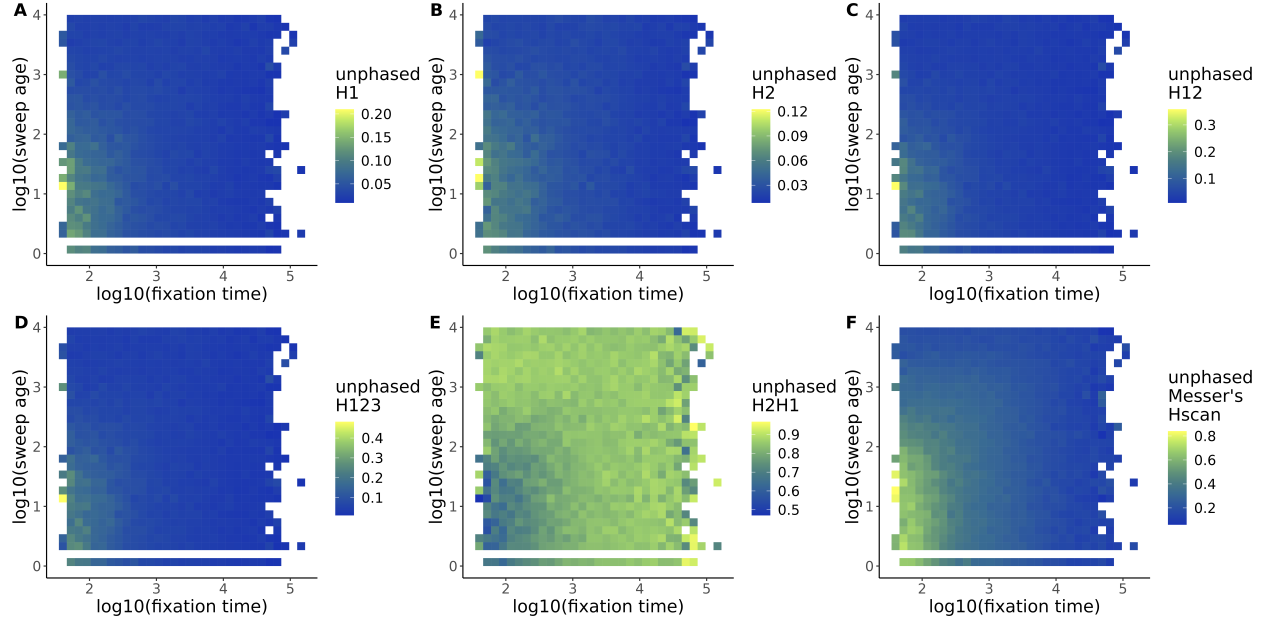 A
log10(sweep age)
4
3
2
1
0
2 3 4 5
log10(fixation time)
unphased
H1
0.20
0.15
0.10
0.05
B
log10(sweep age)
4
3
2
1
0
2 3 4 5
log10(fixation time)
unphased
H2
0.12
0.09
0.06
0.03
C
log10(sweep age)
4
3
2
1
0
2 3 4 5
log10(fixation time)
unphased
H12
0.3
0.2
0.1
D
log10(sweep age)
4
3
2
1
0
2 3 4 5
log10(fixation time)
unphased
H123
0.4
0.3
0.2
0.1
E
log10(sweep age)
4
3
2
1
0
2 3 4 5
log10(fixation time)
unphased
H2H1
0.9
0.8
0.7
0.6
0.5
F
log10(sweep age)
4
3
2
1
0
2 3 4 5
log10(fixation time)
unphased
Messer's
Hscan
0.8
0.6
0.4
0.2